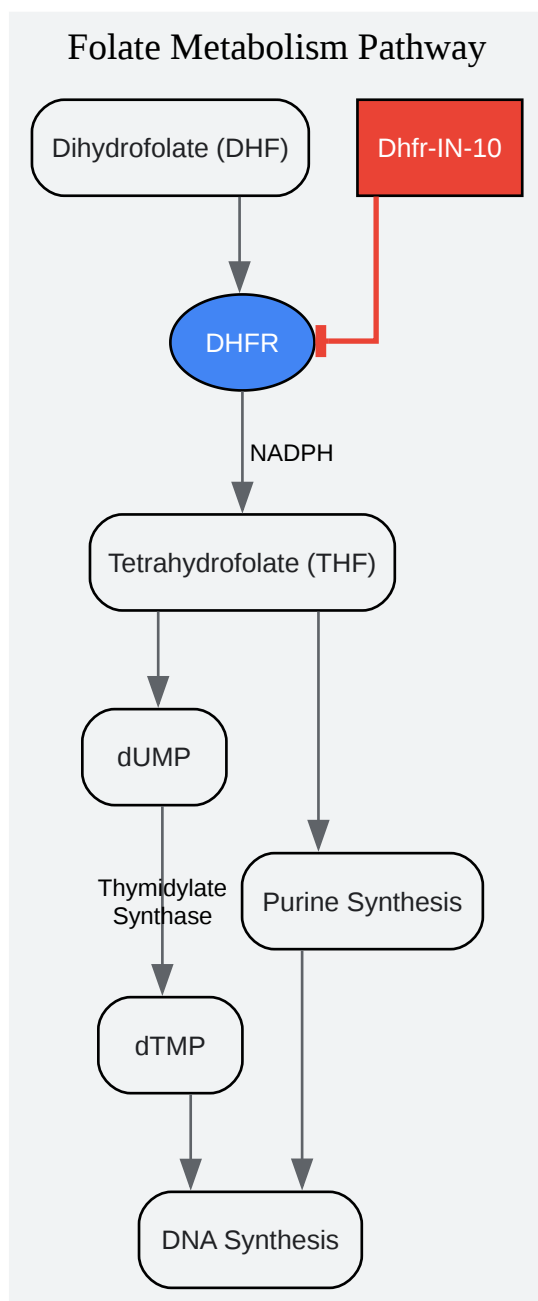 Folate Metabolism Pathway
Dihydrofolate (DHF)
Dhfr-IN-10
DHFR
NADPH
Tetrahydrofolate (THF)
dUMP
Thymidylate
Synthase
Purine Synthesis
dTMP
DNA Synthesis